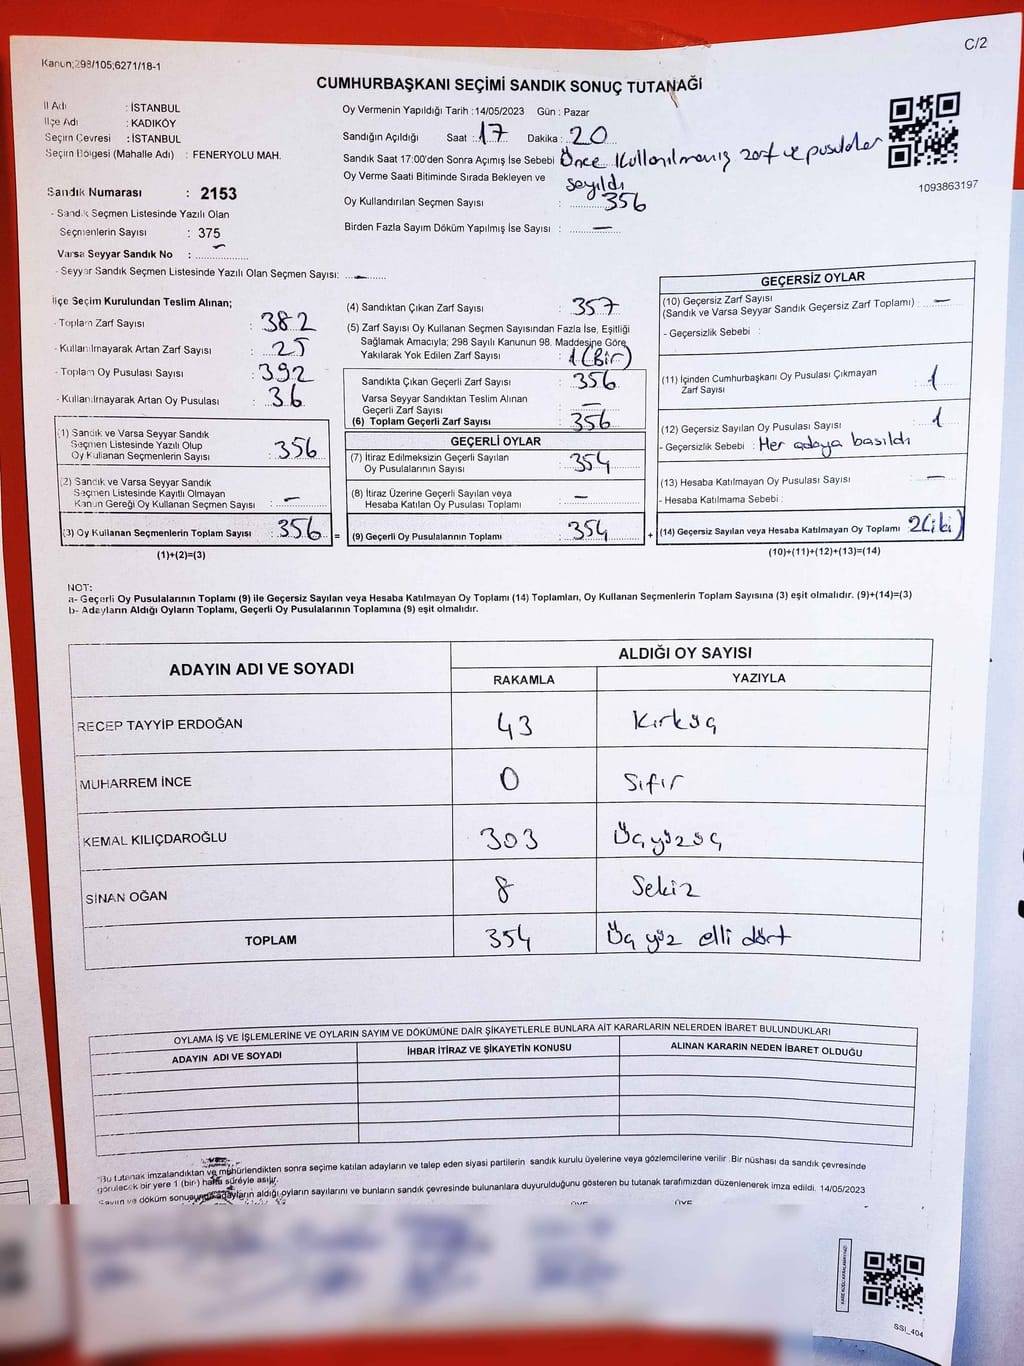 C/2
Kanun;298/105;6271/18-1
CUMHURBAŞKANI SEÇİMİ SANDIK SONUÇ TUTANAĞI
İl Adı : İSTANBUL
İlçe Adı : KADIKÖY
Seçim Çevresi : İSTANBUL
Seçim Bölgesi (Mahalle Adı) : FENERYOLU MAH.
Sandık Numarası : 2153
- Sandık Seçmen Listesinde Yazılı Olan
Seçmenlerin Sayısı : 375
Varsa Seyyar Sandık No : –
- Seyyar Sandık Seçmen Listesinde Yazılı Olan Seçmen Sayısı: –
Oy Vermenin Yapıldığı Tarih : 14/05/2023 Gün : Pazar
Sandığın Açıldığı Saat : 17 Dakika : 20
Sandık Saat 17:00'den Sonra Açımış İse Sebebi Önce kullanılmamış zarf ve pusulalar
Oy Verme Saati Bitiminde Sırada Bekleyen ve sayıldı
Oy Kullandırılan Seçmen Sayısı : 356
Birden Fazla Sayım Döküm Yapılmış İse Sayısı : –
1093863197
İlçe Seçim Kurulundan Teslim Alınan;
- Toplam Zarf Sayısı : 382
- Kullanılmayarak Artan Zarf Sayısı : 25
- Toplam Oy Pusulası Sayısı : 392
- Kullanılmayarak Artan Oy Pusulası : 36
(1) Sandık ve Varsa Seyyar Sandık
Seçmen Listesinde Yazılı Olup
Oy Kullanan Seçmenlerin Sayısı : 356
(2) Sandık ve Varsa Seyyar Sandık
Seçmen Listesinde Kayıtlı Olmayan
Kanun Gereği Oy Kullanan Seçmen Sayısı : –
(3) Oy Kullanan Seçmenlerin Toplam Sayısı : 356
(1)+(2)=(3)
=
(4) Sandıktan Çıkan Zarf Sayısı : 357
(5) Zarf Sayısı Oy Kullanan Seçmen Sayısından Fazla İse, Eşitliği
Sağlamak Amacıyla; 298 Sayılı Kanunun 98. Maddesine Göre
Yakılarak Yok Edilen Zarf Sayısı : 1 (Bir)
Sandıkta Çıkan Geçerli Zarf Sayısı : 356
Varsa Seyyar Sandıktan Teslim Alınan
Geçerli Zarf Sayısı : –
(6) Toplam Geçerli Zarf Sayısı : 356
GEÇERLİ OYLAR
(7) İtiraz Edilmeksizin Geçerli Sayılan
Oy Pusulalarının Sayısı : 354
(8) İtiraz Üzerine Geçerli Sayılan veya
Hesaba Katılan Oy Pusulası Toplamı : –
(9) Geçerli Oy Pusulalarının Toplamı : 354
+
GEÇERSİZ OYLAR
(10) Geçersiz Zarf Sayısı
(Sandık ve Varsa Seyyar Sandık Geçersiz Zarf Toplamı) : –
- Geçersizlik Sebebi :
(11) İçinden Cumhurbaşkanı Oy Pusulası Çıkmayan
Zarf Sayısı : 1
(12) Geçersiz Sayılan Oy Pusulası Sayısı : 1
- Geçersizlik Sebebi : Her adaya basıldı
(13) Hesaba Katılmayan Oy Pusulası Sayısı : –
- Hesaba Katılmama Sebebi :
(14) Geçersiz Sayılan veya Hesaba Katılmayan Oy Toplamı 2(iki)
(10)+(11)+(12)+(13)=(14)
NOT:
a- Geçerli Oy Pusulalarının Toplamı (9) ile Geçersiz Sayılan veya Hesaba Katılmayan Oy Toplamı (14) Toplamları, Oy Kullanan Seçmenlerin Toplam Sayısına (3) eşit olmalıdır. (9)+(14)=(3)
b- Adayların Aldığı Oyların Toplamı, Geçerli Oy Pusulalarının Toplamına (9) eşit olmalıdır.
ADAYIN ADI VE SOYADI
ALDIĞI OY SAYISI
RAKAMLA YAZIYLA
RECEP TAYYİP ERDOĞAN 43 Kırküç
MUHARREM İNCE 0 Sıfır
KEMAL KILIÇDAROĞLU 303 Üçyüzüç
SİNAN OĞAN 8 Sekiz
TOPLAM 354 Üç yüz elli dört
OYLAMA İŞ VE İŞLEMLERİNE VE OYLARIN SAYIM VE DÖKÜMÜNE DAİR ŞİKAYETLERLE BUNLARA AİT KARARLARIN NELERDEN İBARET BULUNDUKLARI
ADAYIN ADI VE SOYADI İHBAR İTİRAZ VE ŞİKAYETİN KONUSU ALINAN KARARIN NEDEN İBARET OLDUĞU
"Bu tutanak imzalandıktan ve mühürlendikten sonra seçime katılan adayların ve talep eden siyasi partilerin sandık kurulu üyelerine veya gözlemcilerine verilir .Bir nüshası da sandık çevresinde
görülecek bir yere 1 (bir) hafta süreyle asılır.
Sayım ve döküm sonucunda adayların aldığı oyların sayılarını ve bunların sandık çevresinde bulunanlara duyurulduğunu gösteren bu tutanak tarafımızdan düzenlenerek imza edildi. 14/05/2023
ÜYE ÜYE
SSİ_404